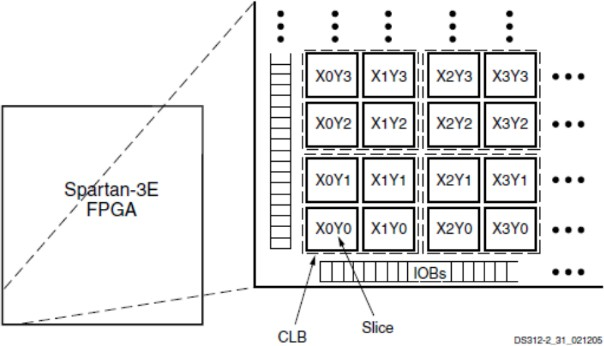 X0Y3 X1Y3 X2Y3 X3Y3
X0Y2 X1Y2 X2Y2 X3Y2
Spartan-3E
FPGA
X0Y1 X1Y1 X2Y1 X3Y1
X0Y0 X1Y0 X2Y0 X3Y0
IOBs
CLB
Slice
DS312-2_31_021205